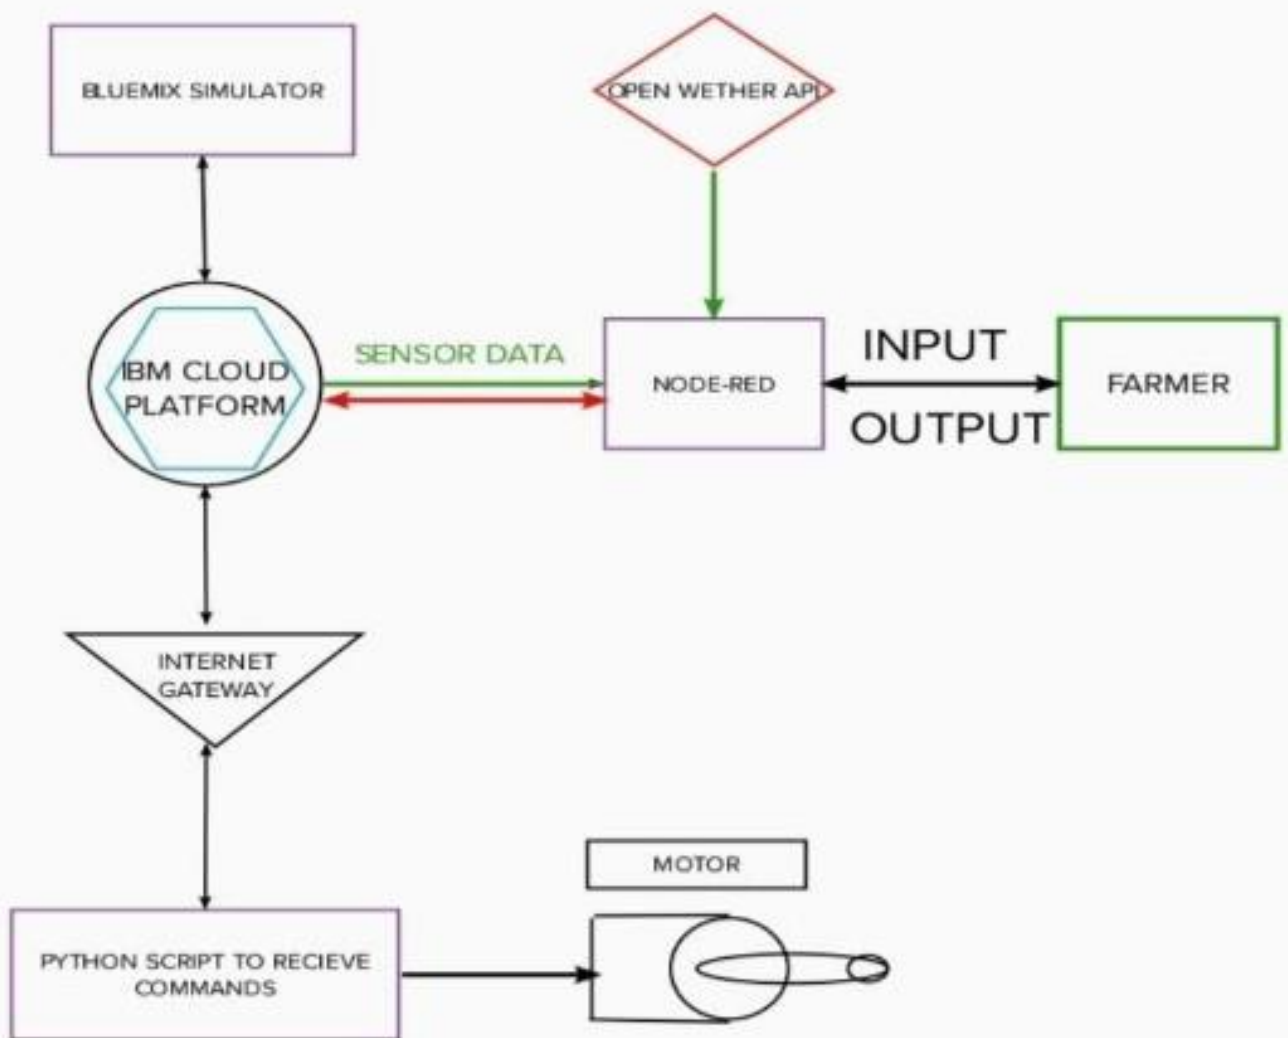 BLUEMIX SIMULATOR
OPEN WETHER API
IBM CLOUD
PLATFORM
SENSOR DATA
NODE-RED
INPUT
OUTPUT
FARMER
INTERNET
GATEWAY
MOTOR
PYTHON SCRIPT TO RECIEVE
COMMANDS